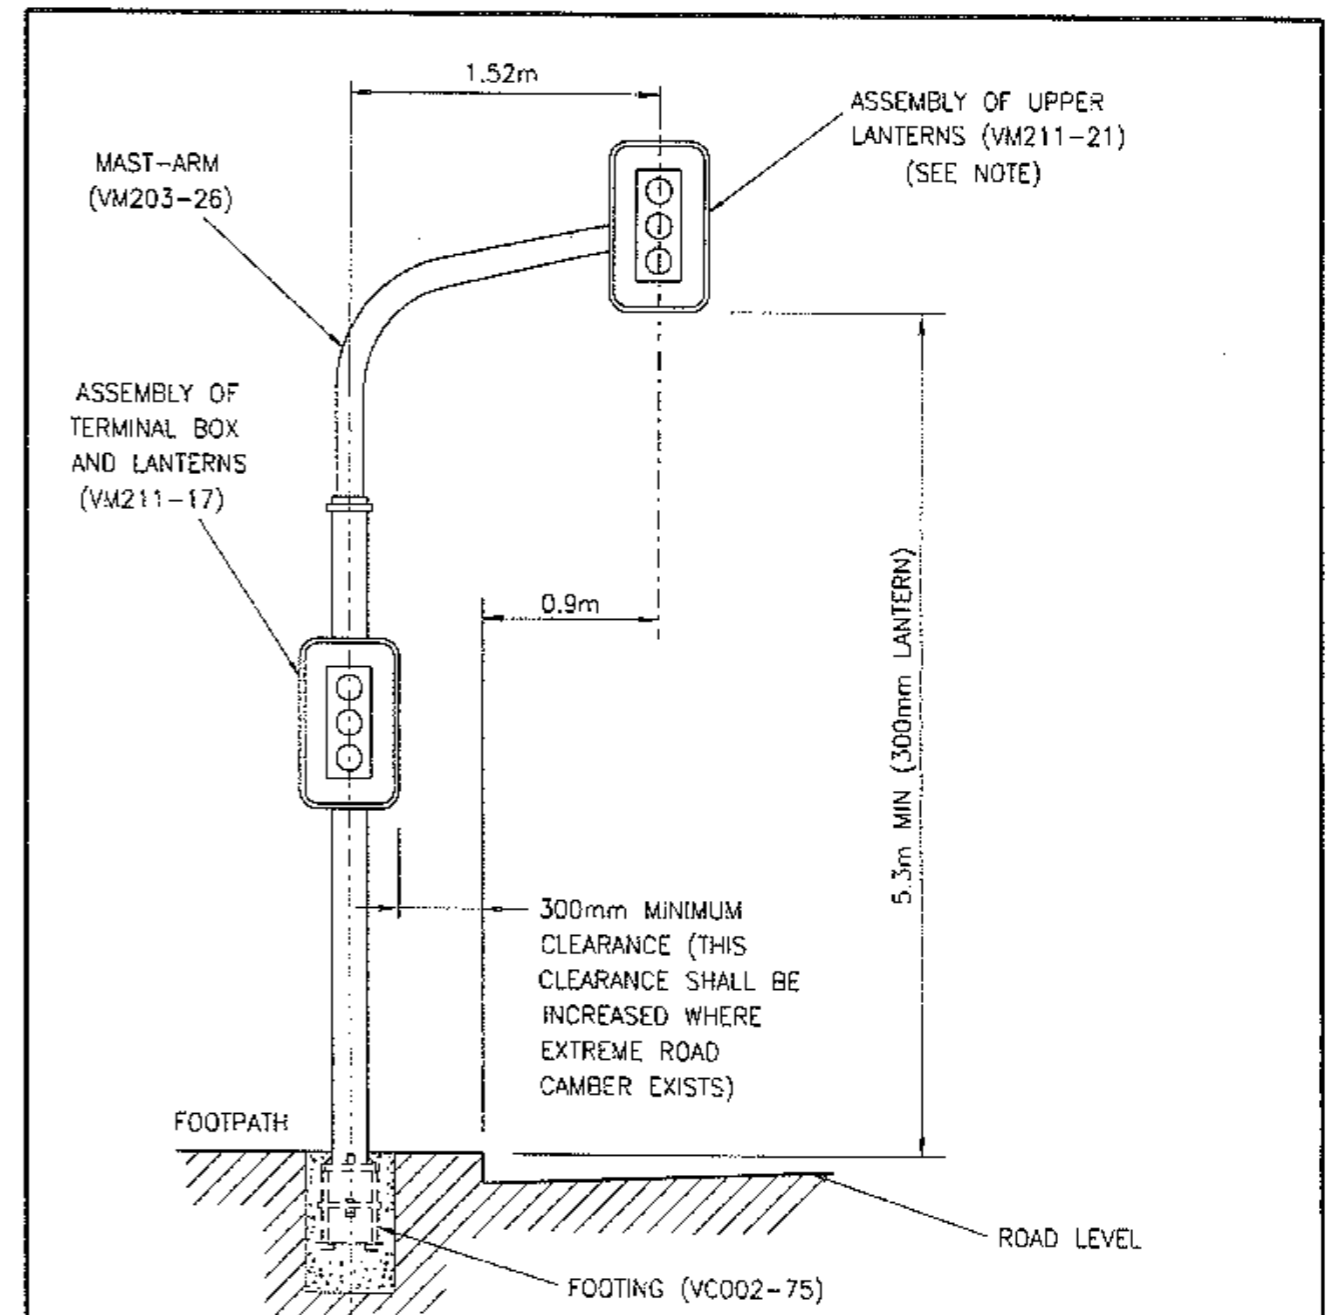 1.52m
ASSEMBLY OF UPPER
LANTERNS (VM211-21)
(SEE NOTE)
MAST-ARM
(VM203-26)
ASSEMBLY OF
TERMINAL BOX
AND LANTERNS
(VM211-17)
0.9m
5.3m MIN (300mm LANTERN)
300mm MINIMUM
CLEARANCE (THIS
CLEARANCE SHALL BE
INCREASED WHERE
EXTREME ROAD
CAMBER EXISTS)
FOOTPATH
ROAD LEVEL
FOOTING (VC002-75)